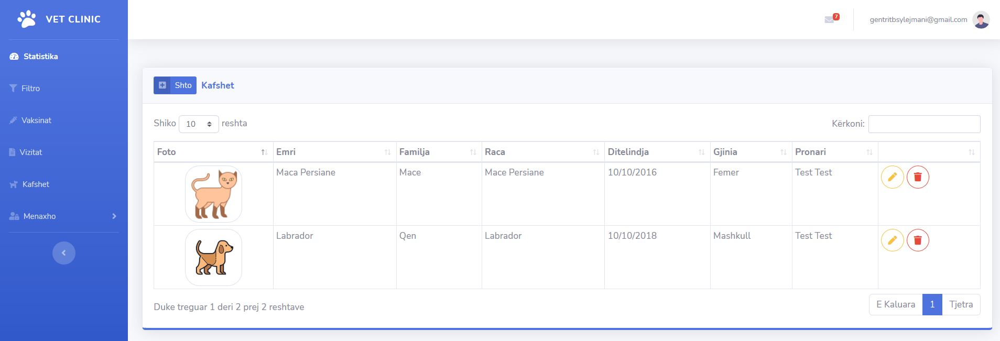 VET CLINIC
7
gentritbsylejmani@gmail.com
Statistika
Filtro
Vaksinat
Vizitat
Kafshet
Menaxho
Shto Kafshet
Shiko 10 reshta
Kërkoni:
Foto Emri Familja Raca Ditelindja Gjinia Pronari
Maca Persiane Mace Mace Persiane 10/10/2016 Femer Test Test
Labrador Qen Labrador 10/10/2018 Mashkull Test Test
Duke treguar 1 deri 2 prej 2 reshtave
E Kaluara 1 Tjetra